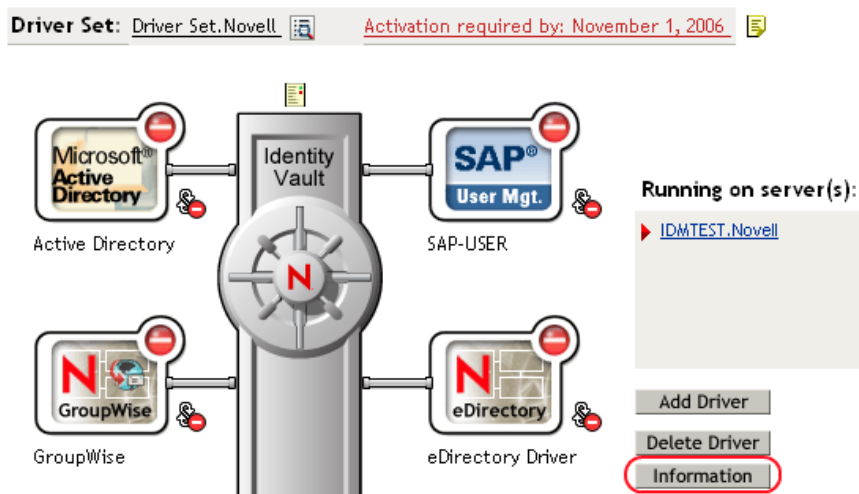 Driver Set: Driver Set.Novell Activation required by: November 1, 2006
Microsoft®
Active
Directory
Active Directory
Identity
Vault
N
SAP®
User Mgt.
SAP-USER
Running on server(s):
IDMTEST.Novell
N
GroupWise
GroupWise
N
eDirectory
eDirectory Driver
Add Driver
Delete Driver
Information